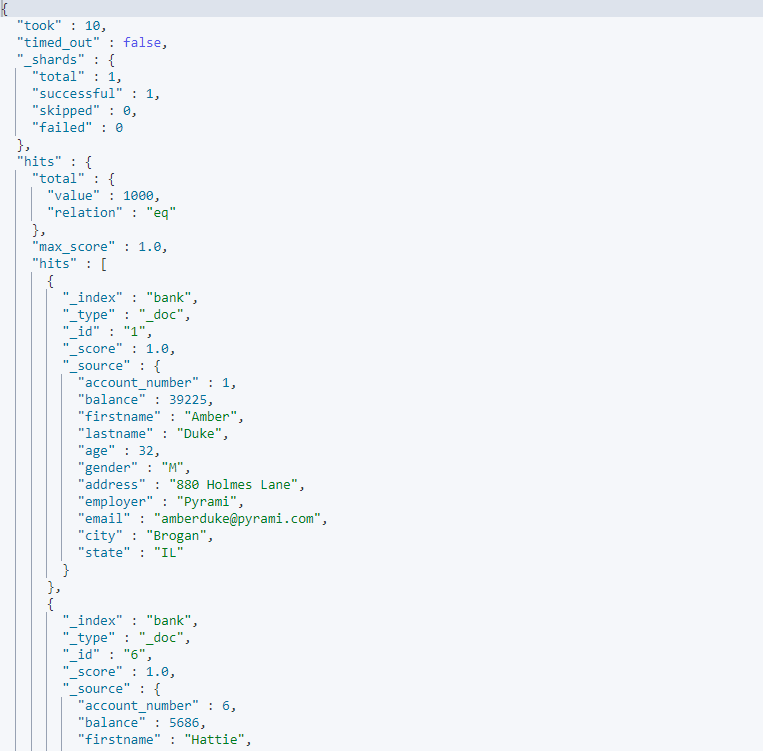 {
  "took" : 10,
  "timed_out" : false,
  "_shards" : {
    "total" : 1,
    "successful" : 1,
    "skipped" : 0,
    "failed" : 0
  },
  "hits" : {
    "total" : {
      "value" : 1000,
      "relation" : "eq"
    },
    "max_score" : 1.0,
    "hits" : [
      {
        "_index" : "bank",
        "_type" : "_doc",
        "_id" : "1",
        "_score" : 1.0,
        "_source" : {
          "account_number" : 1,
          "balance" : 39225,
          "firstname" : "Amber",
          "lastname" : "Duke",
          "age" : 32,
          "gender" : "M",
          "address" : "880 Holmes Lane",
          "employer" : "Pyrami",
          "email" : "amberduke@pyrami.com",
          "city" : "Brogan",
          "state" : "IL"
        }
      },
      {
        "_index" : "bank",
        "_type" : "_doc",
        "_id" : "6",
        "_score" : 1.0,
        "_source" : {
          "account_number" : 6,
          "balance" : 5686,
          "firstname" : "Hattie",